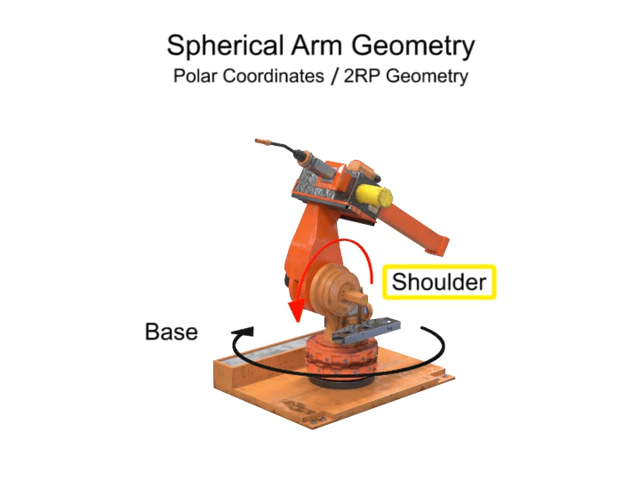 Spherical Arm Geometry
Polar Coordinates / 2RP Geometry
Shoulder
Base